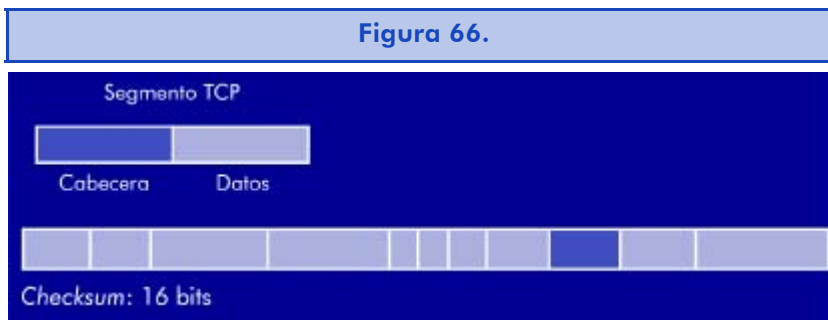 Figura 66.
Segmento TCP
Cabecera Datos
Checksum: 16 bits